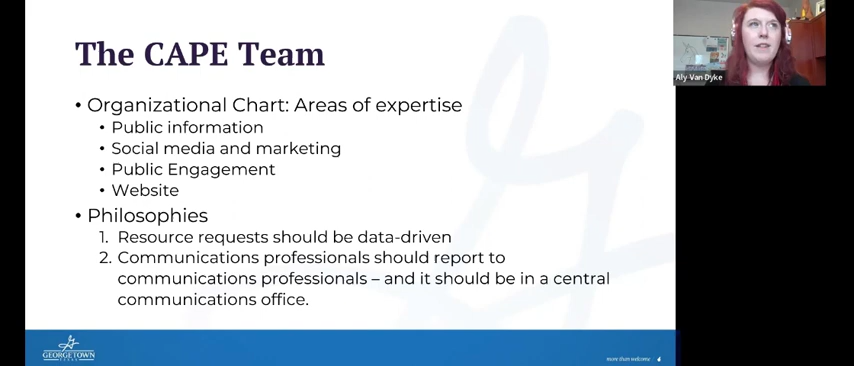 The CAPE Team
• Organizational Chart: Areas of expertise
• Public information
• Social media and marketing
• Public Engagement
• Website
• Philosophies
1. Resource requests should be data-driven
2. Communications professionals should report to
communications professionals – and it should be in a central
communications office.
Aly Van Dyke
GEORGETOWN
TEXAS
more than welcome